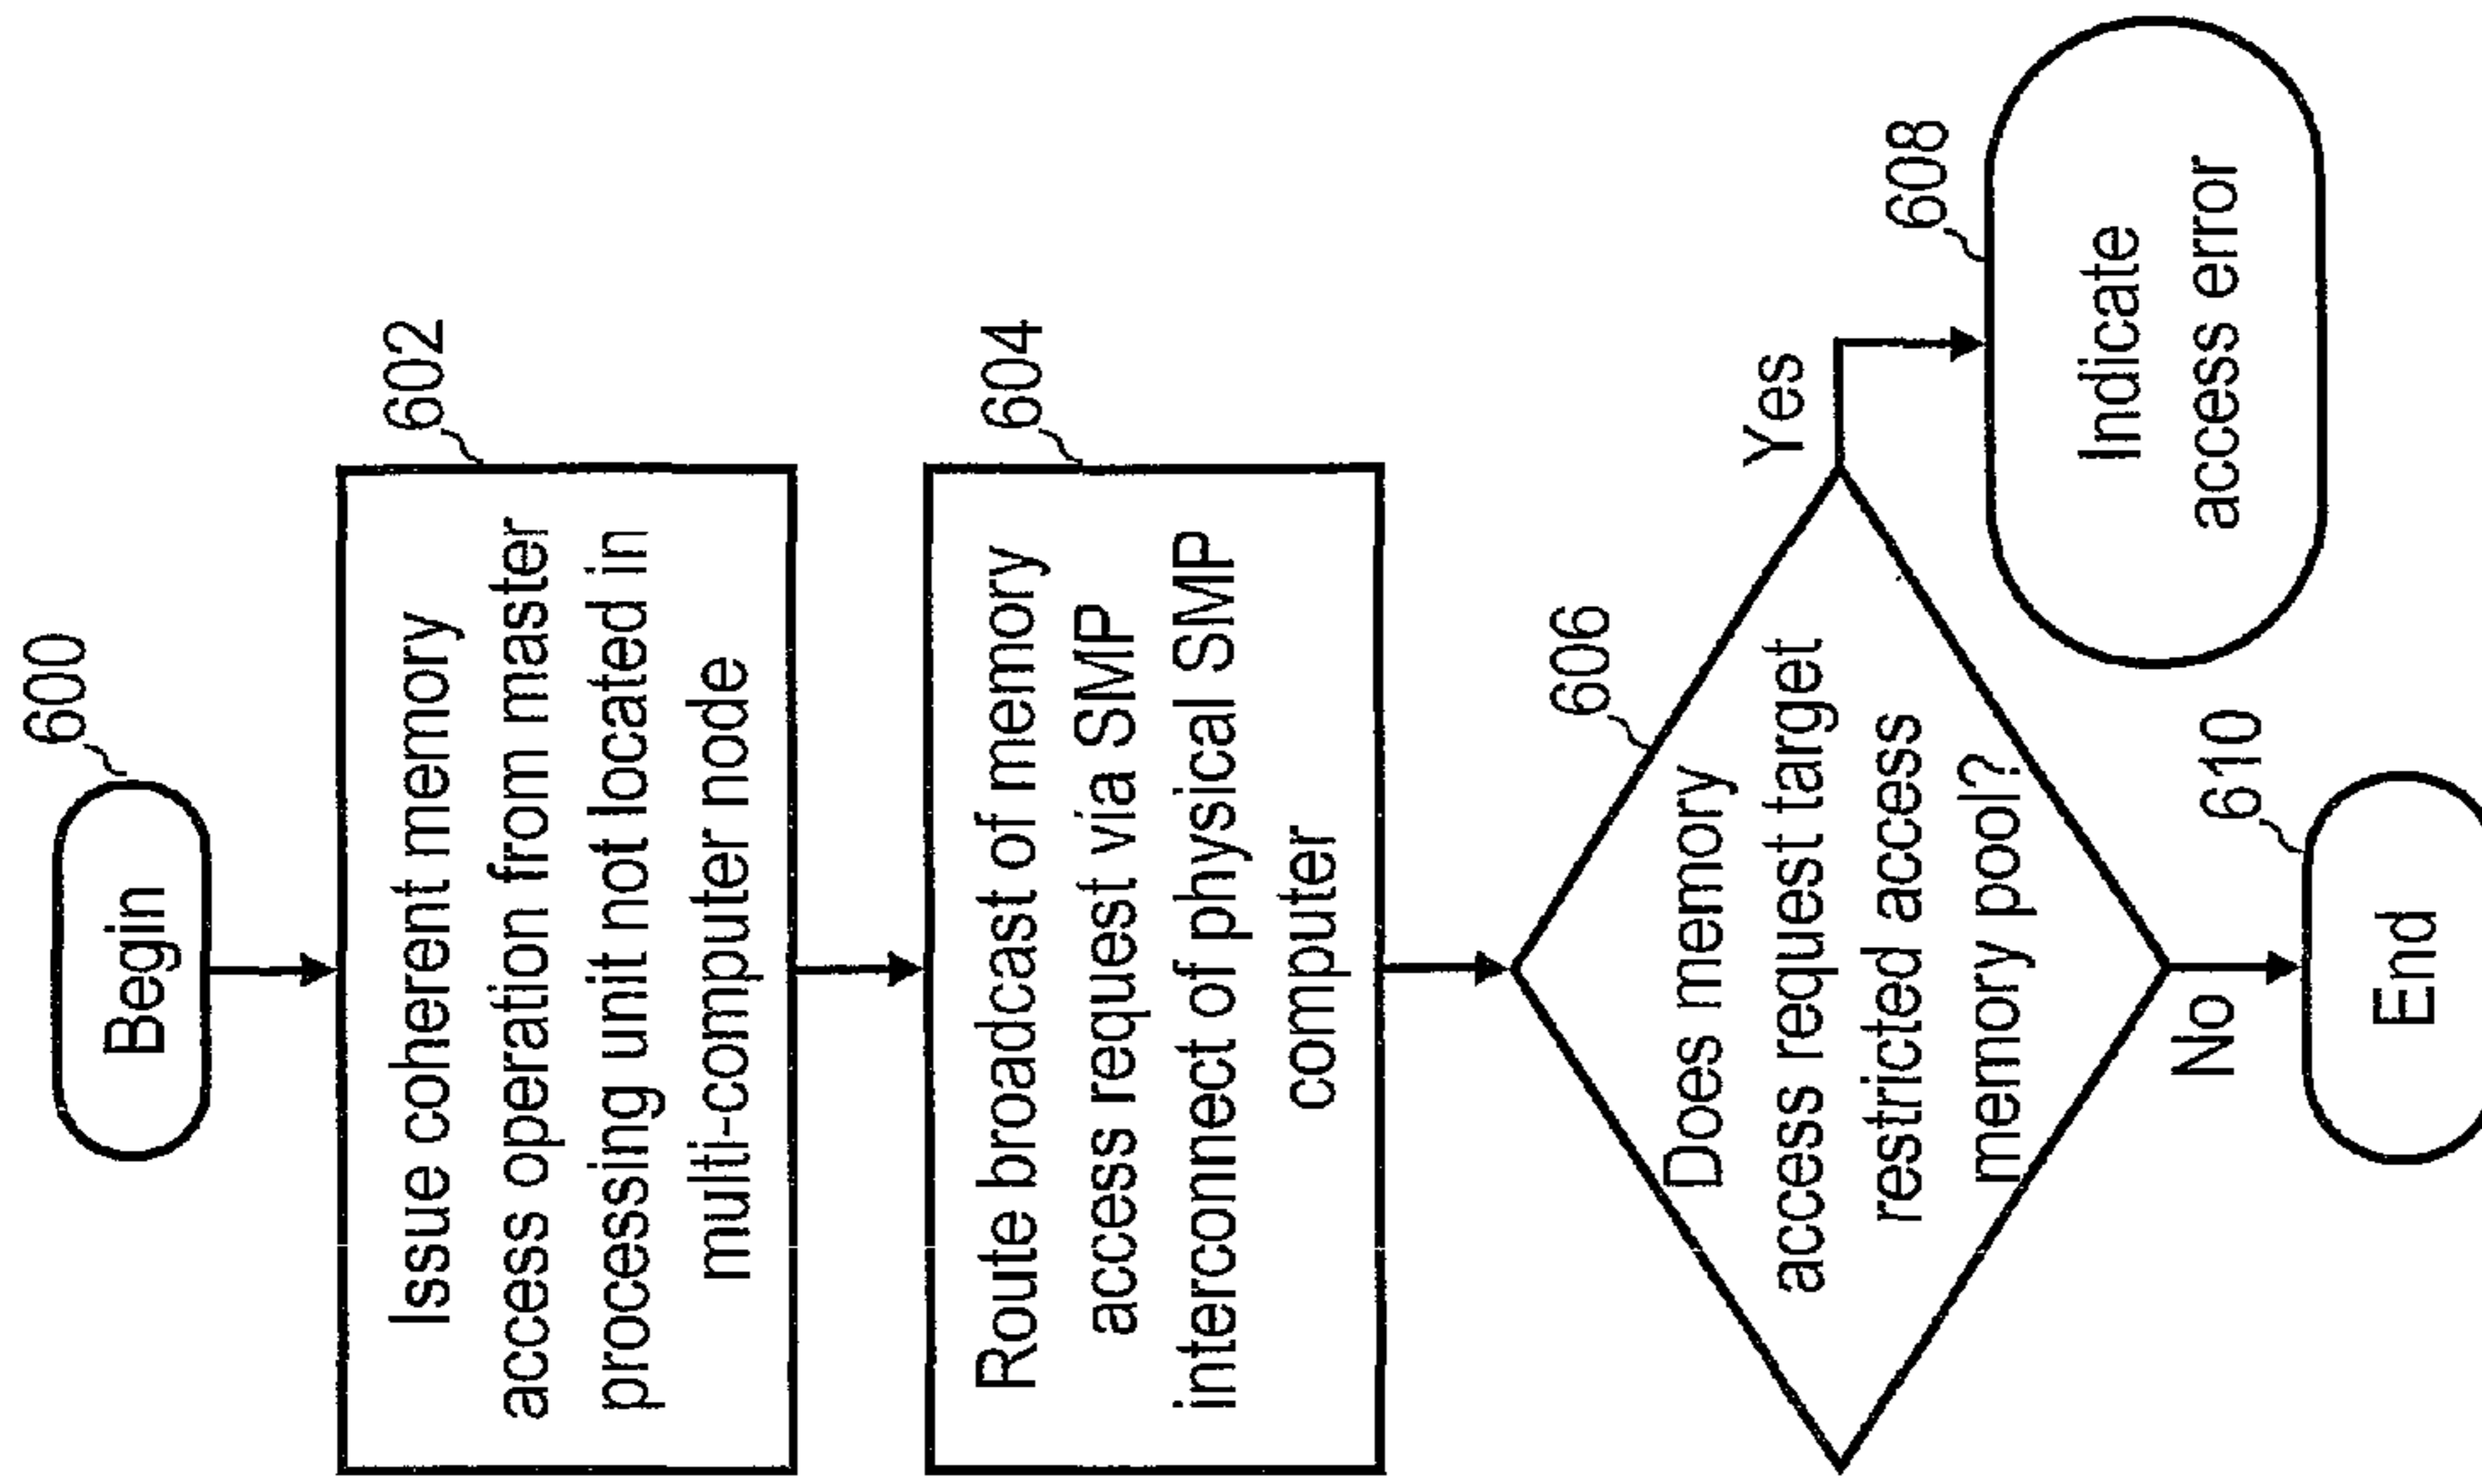 600
Begin
602
Issue coherent memory
access operation from master
processing unit not located in
multi-computer node
604
Route broadcast of memory
access request via SMP
interconnect of physical SMP
computer
606
Does memory
access request target
restricted access
memory pool?
Yes
608
Indicate
access error
No
610
End